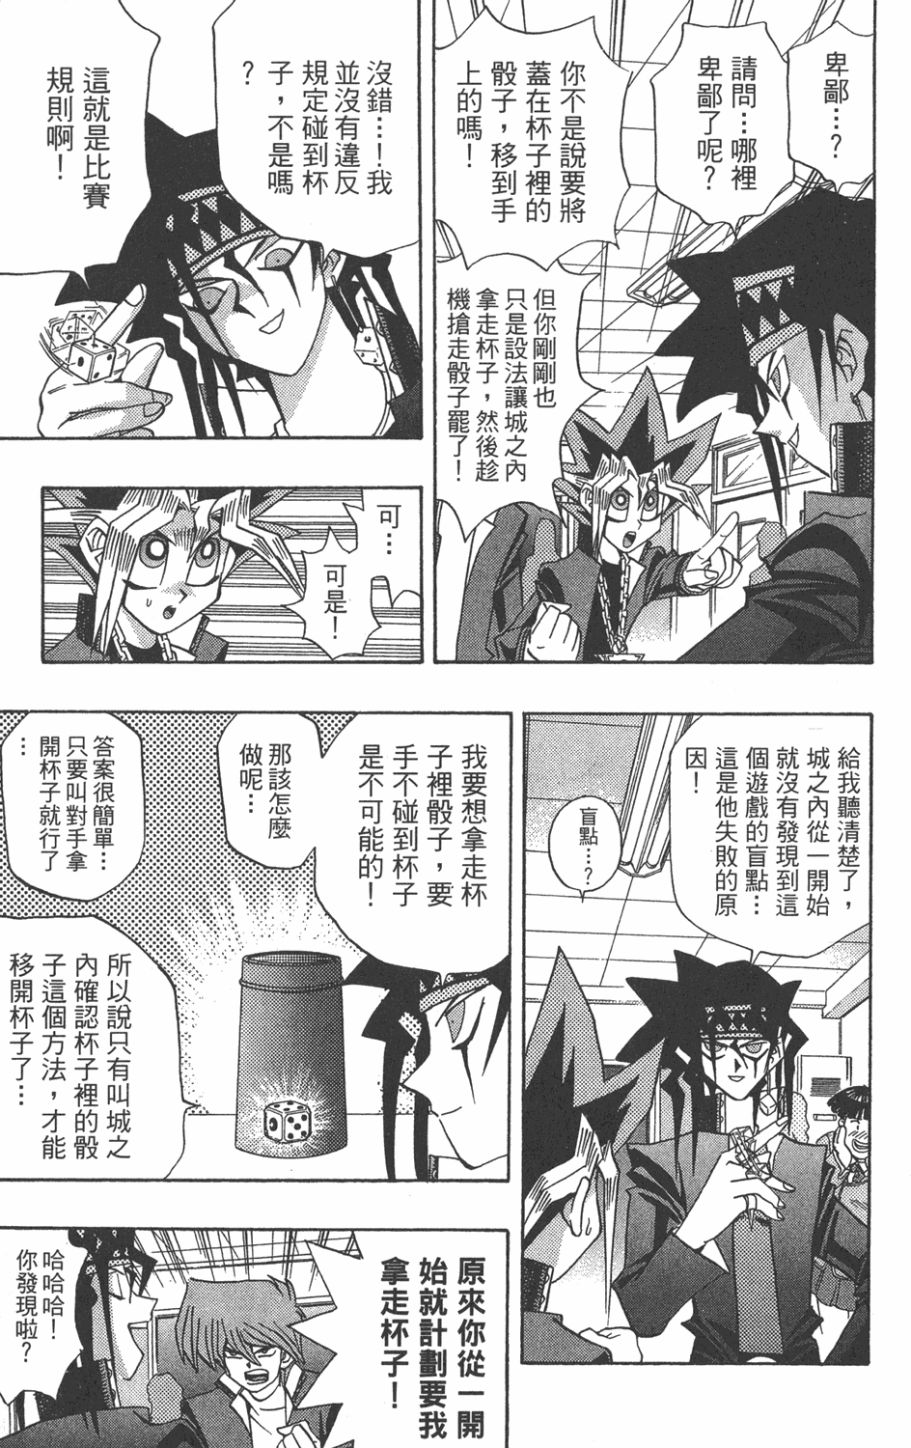 卑鄙…?
請問…哪裡
卑鄙了呢?
你不是說要將
蓋在杯子裡的
骰子,移到手
上的嗎!
但你剛剛也
只是設法讓城之內
拿走杯子,然後趁
機搶走骰子罷了!
沒錯…!我
並沒有違反
規定碰到杯
子,不是嗎
?
這就是比賽
規則啊!
可…
可是!
給我聽清楚了,
城之內從一開始
就沒有發現到這
個遊戲的盲點…
這是他失敗的原
因!
盲點…?
我要想拿走杯
子裡骰子,要
手不碰到杯子
是不可能的!
那該怎麼
做呢…
答案很簡單…
只要叫對手拿
開杯子就行了
…
所以說只有叫城之
內確認杯子裡的骰
子這個方法,才能
移開杯子了…
原來你從一開
始就計劃要我
拿走杯子!
哈哈哈!
你發現啦?